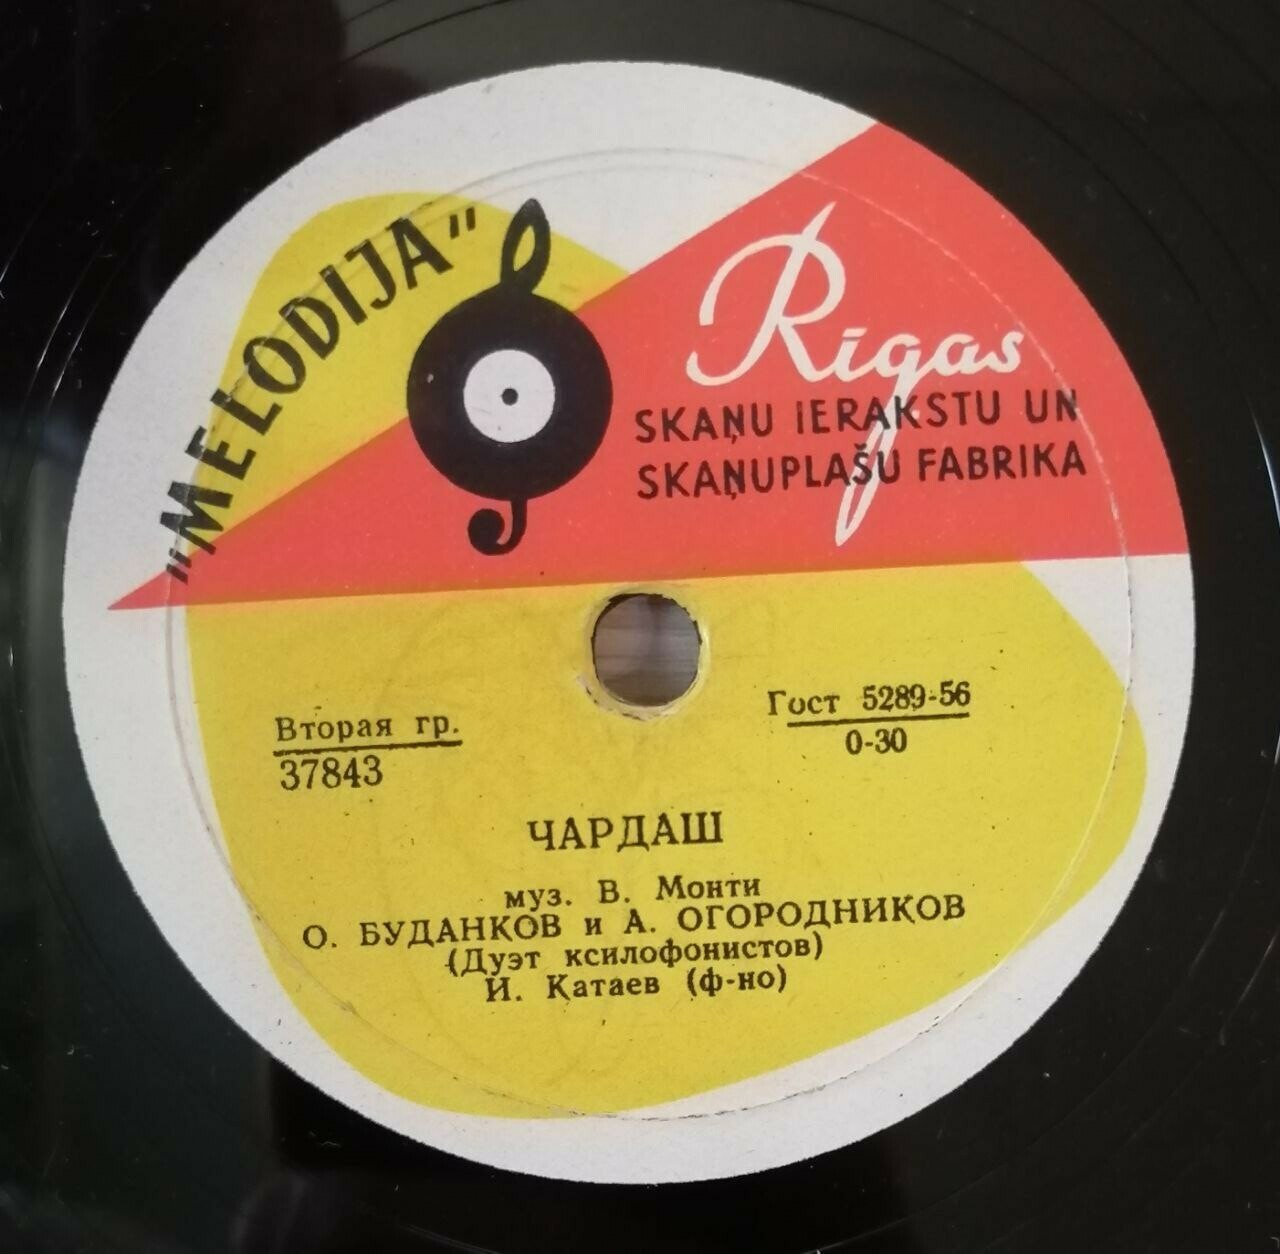 „MELODIJA”
Rigas
SKAŅU IERAKSTU UN
SKAŅUPLAŠU FABRIKA
Вторая гр.
37843
Гост 5289-56
0-30
ЧАРДАШ
муз. В. Монти
О. БУДАНКОВ и А. ОГОРОДНИКОВ
(Дуэт ксилофонистов)
И. Катаев (ф-но)